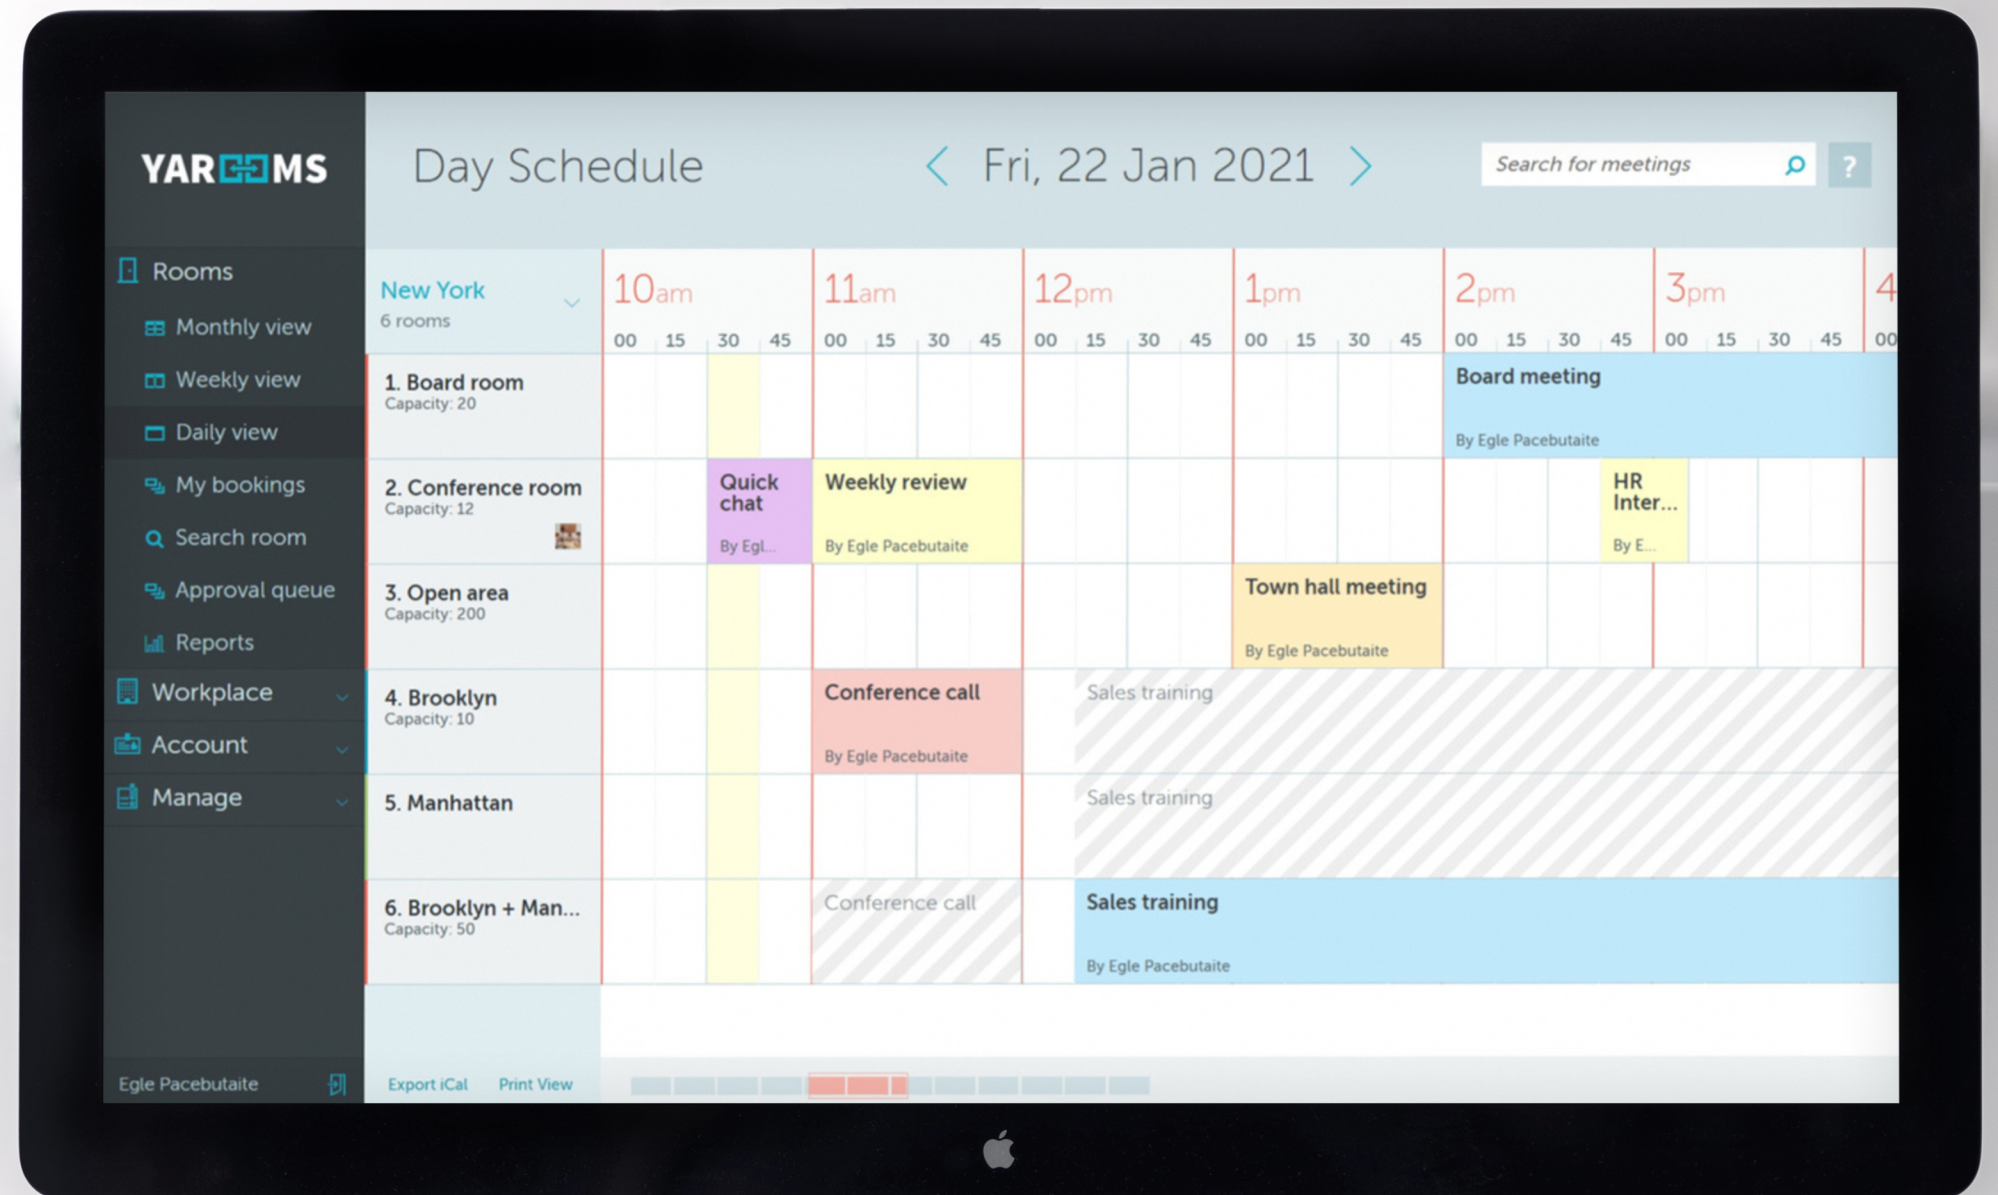 YAROOMS
Day Schedule
Fri, 22 Jan 2021
Search for meetings
?
Rooms
Monthly view
Weekly view
Daily view
My bookings
Search room
Approval queue
Reports
Workplace
Account
Manage
Egle Pacebutaite
New York
6 rooms
10am 11am 12pm 1pm 2pm 3pm 4
00 15 30 45 00 15 30 45 00 15 30 45 00 15 30 45 00 15 30 45 00 15 30 45 00
1. Board room
Capacity: 20
Board meeting
By Egle Pacebutaite
2. Conference room
Capacity: 12
Quick
chat
By Egl...
Weekly review
By Egle Pacebutaite
HR
Inter...
By E...
3. Open area
Capacity: 200
Town hall meeting
By Egle Pacebutaite
4. Brooklyn
Capacity: 10
Conference call
By Egle Pacebutaite
Sales training
5. Manhattan
Sales training
6. Brooklyn + Man...
Capacity: 50
Conference call
Sales training
By Egle Pacebutaite
Export iCal
Print View